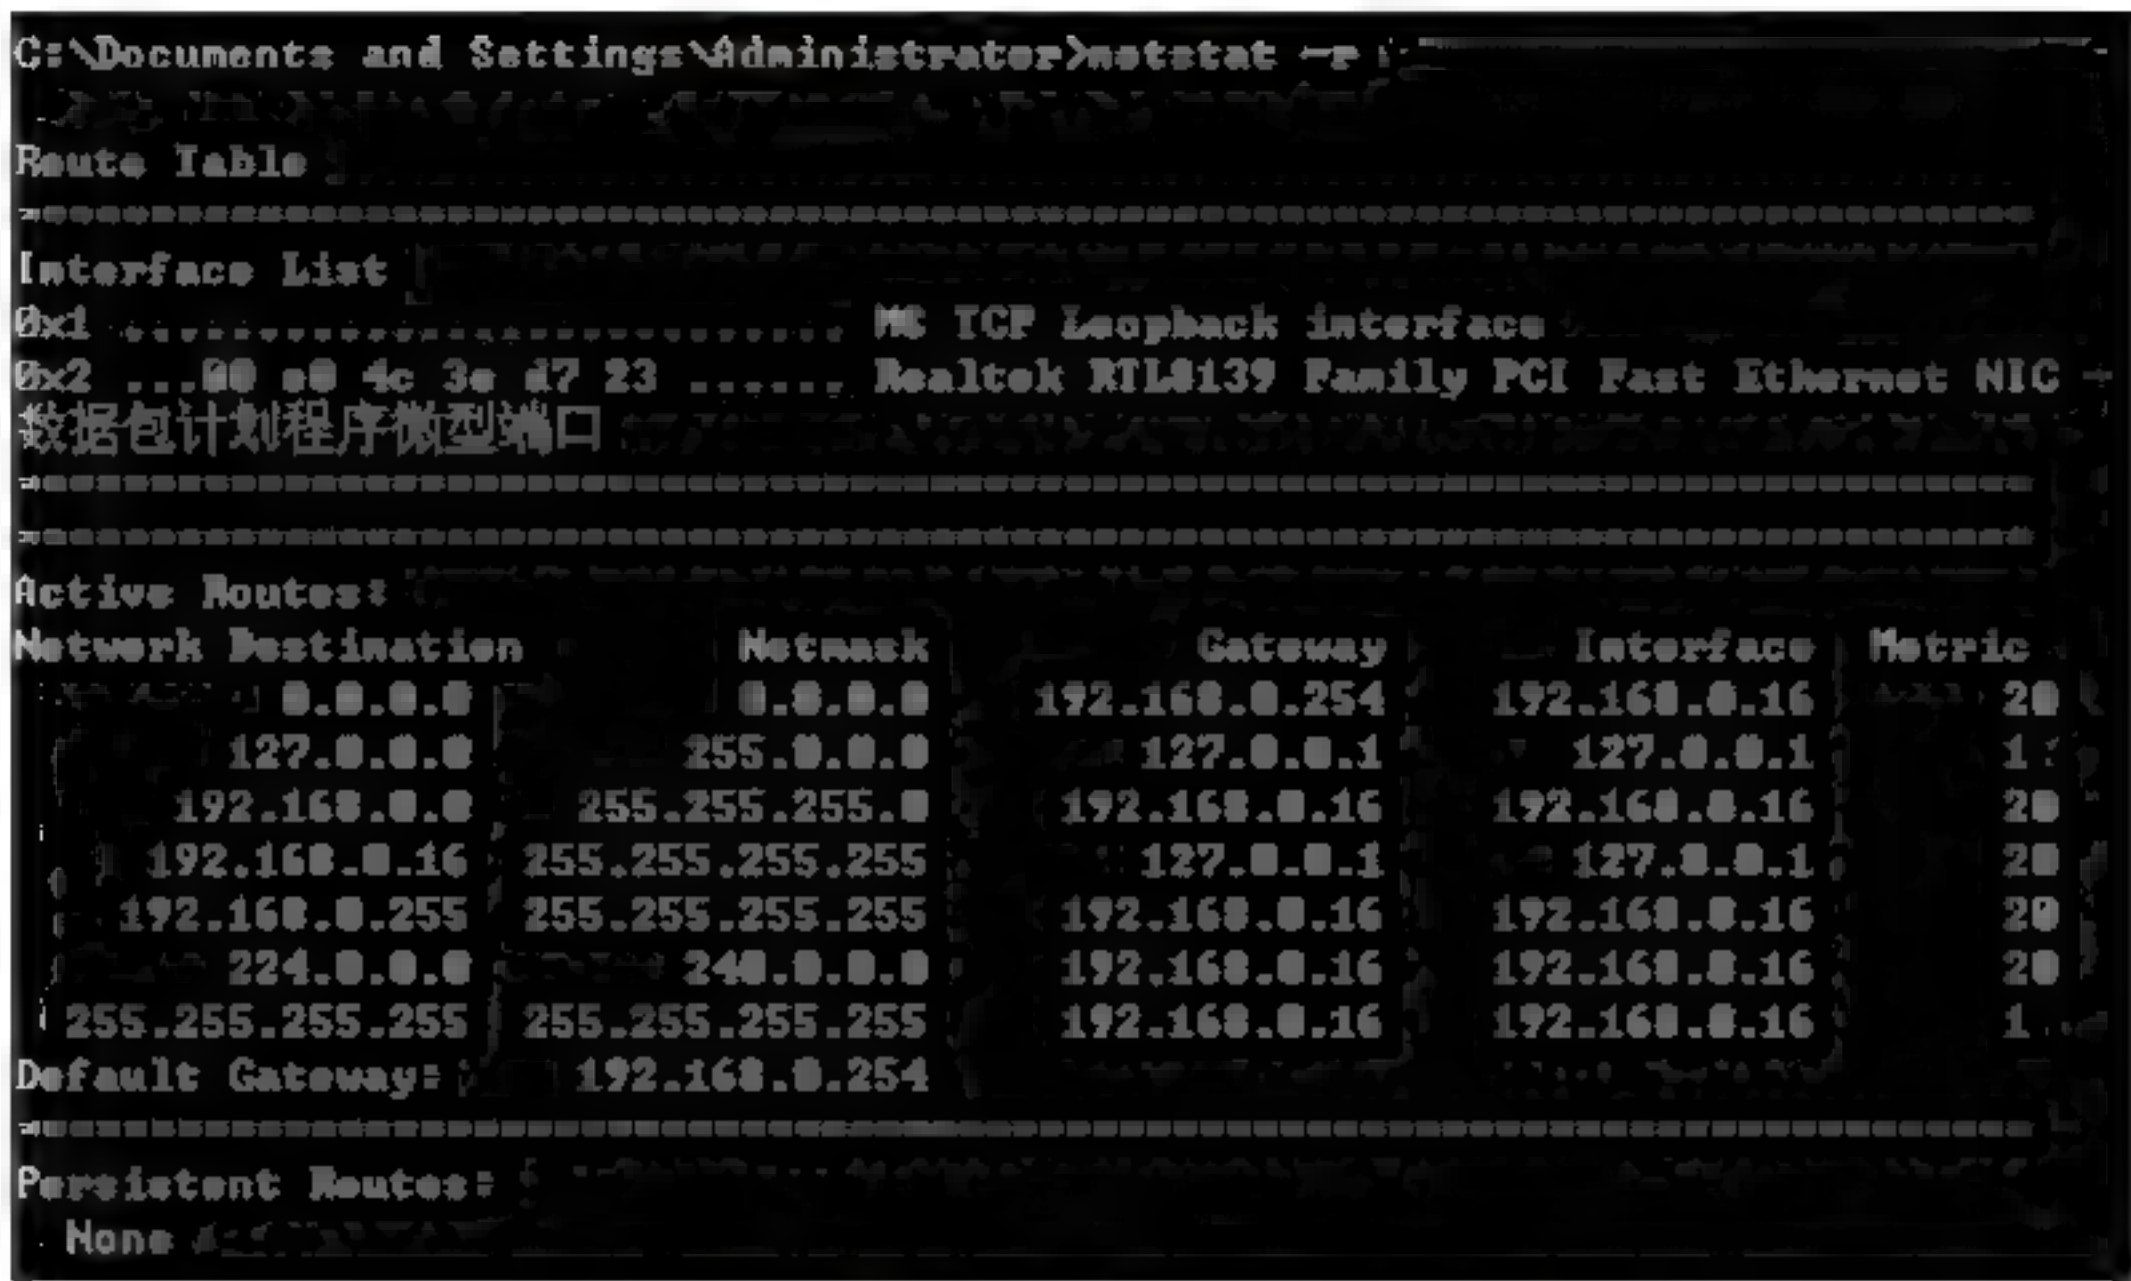 C:\Documents and Settings\Administrator>netstat -r
Route Table
===========================================================================
Interface List
0x1 ........................... MS TCP Loopback interface
0x2 ...00 e0 4c 3e d7 23 ...... Realtek RTL8139 Family PCI Fast Ethernet NIC -
数据包计划程序微型端口
===========================================================================
===========================================================================
Active Routes:
Network Destination Netmask Gateway Interface Metric
0.0.0.0 0.0.0.0 192.168.0.254 192.168.0.16 20
127.0.0.0 255.0.0.0 127.0.0.1 127.0.0.1 1
192.168.0.0 255.255.255.0 192.168.0.16 192.168.0.16 20
192.168.0.16 255.255.255.255 127.0.0.1 127.0.0.1 20
192.168.0.255 255.255.255.255 192.168.0.16 192.168.0.16 20
224.0.0.0 240.0.0.0 192.168.0.16 192.168.0.16 20
255.255.255.255 255.255.255.255 192.168.0.16 192.168.0.16 1
Default Gateway: 192.168.0.254
===========================================================================
Persistent Routes:
None